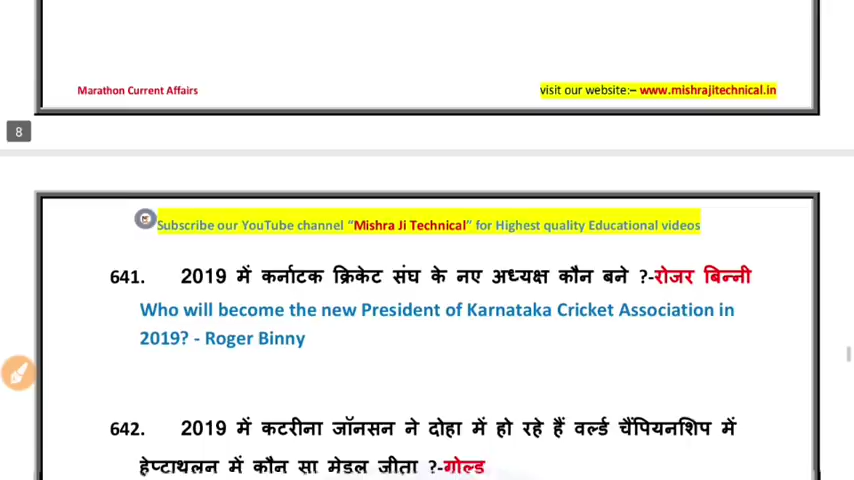 Marathon Current Affairs visit our website:– www.mishrajitechnical.in
8
Subscribe our YouTube channel “Mishra Ji Technical” for Highest quality Educational videos
641. 2019 में कर्नाटक क्रिकेट संघ के नए अध्यक्ष कौन बने ?-रोजर बिन्नी
Who will become the new President of Karnataka Cricket Association in
2019? - Roger Binny
642. 2019 में कटरीना जॉनसन ने दोहा में हो रहे हैं वर्ल्ड चैंपियनशिप में
हेप्टाथलन में कौन सा मेडल जीता ?-गोल्ड